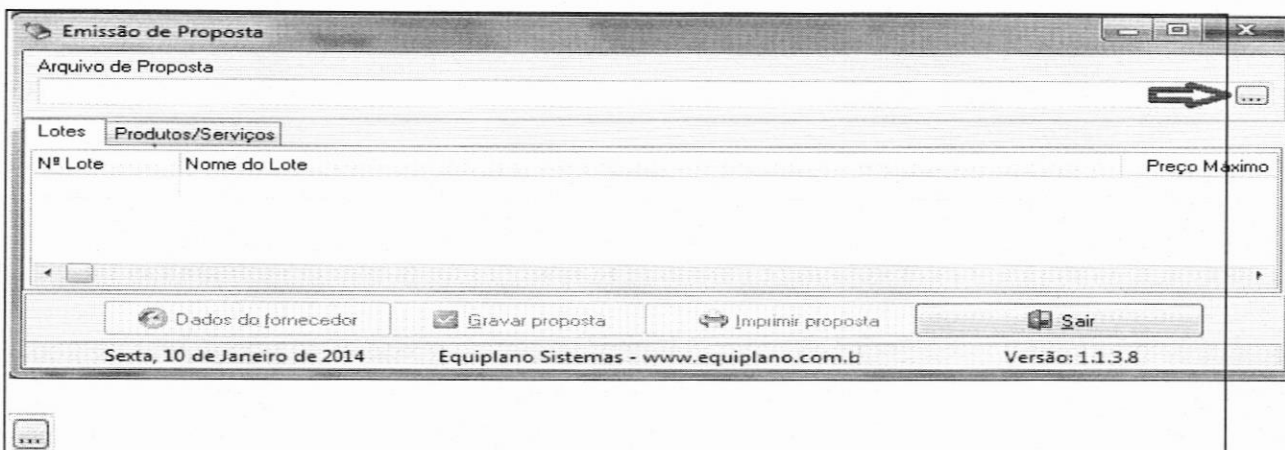 Emissão de Proposta
Arquivo de Proposta
...
Lotes Produtos/Serviços
Nº Lote Nome do Lote Preço Máximo
Dados do fornecedor Gravar proposta Imprimir proposta Sair
Sexta, 10 de Janeiro de 2014 Equiplano Sistemas - www.equiplano.com.b Versão: 1.1.3.8
...